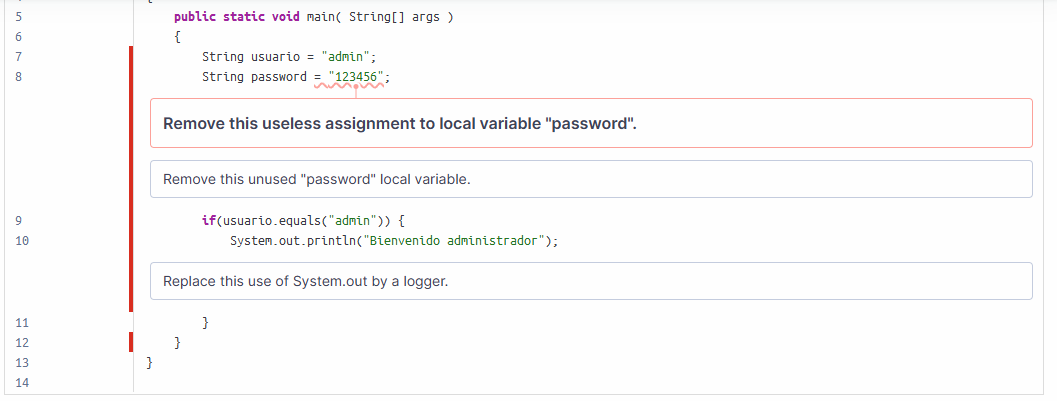 5 public static void main( String[] args )
6 {
7 String usuario = "admin";
8 String password = "123456";
Remove this useless assignment to local variable "password".
Remove this unused "password" local variable.
9 if(usuario.equals("admin")) {
10 System.out.println("Bienvenido administrador");
Replace this use of System.out by a logger.
11 }
12 }
13 }
14